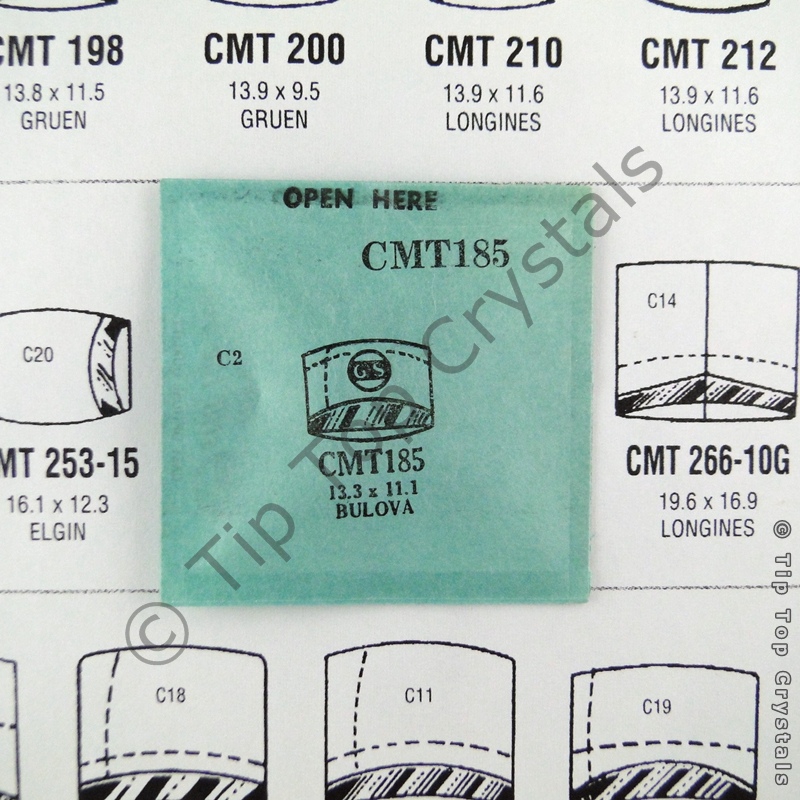 CMT 198
13.8 x 11.5
GRUEN
CMT 200
13.9 x 9.5
GRUEN
CMT 210
13.9 x 11.6
LONGINES
CMT 212
13.9 x 11.6
LONGINES
OPEN HERE
CMT185
C2
GS
CMT185
13.3 x 11.1
BULOVA
C20
MT 253-15
16.1 x 12.3
ELGIN
C14
CMT 266-10G
19.6 x 16.9
LONGINES
C18
C11
C19
© Tip Top Crystals
© Tip Top Crystals